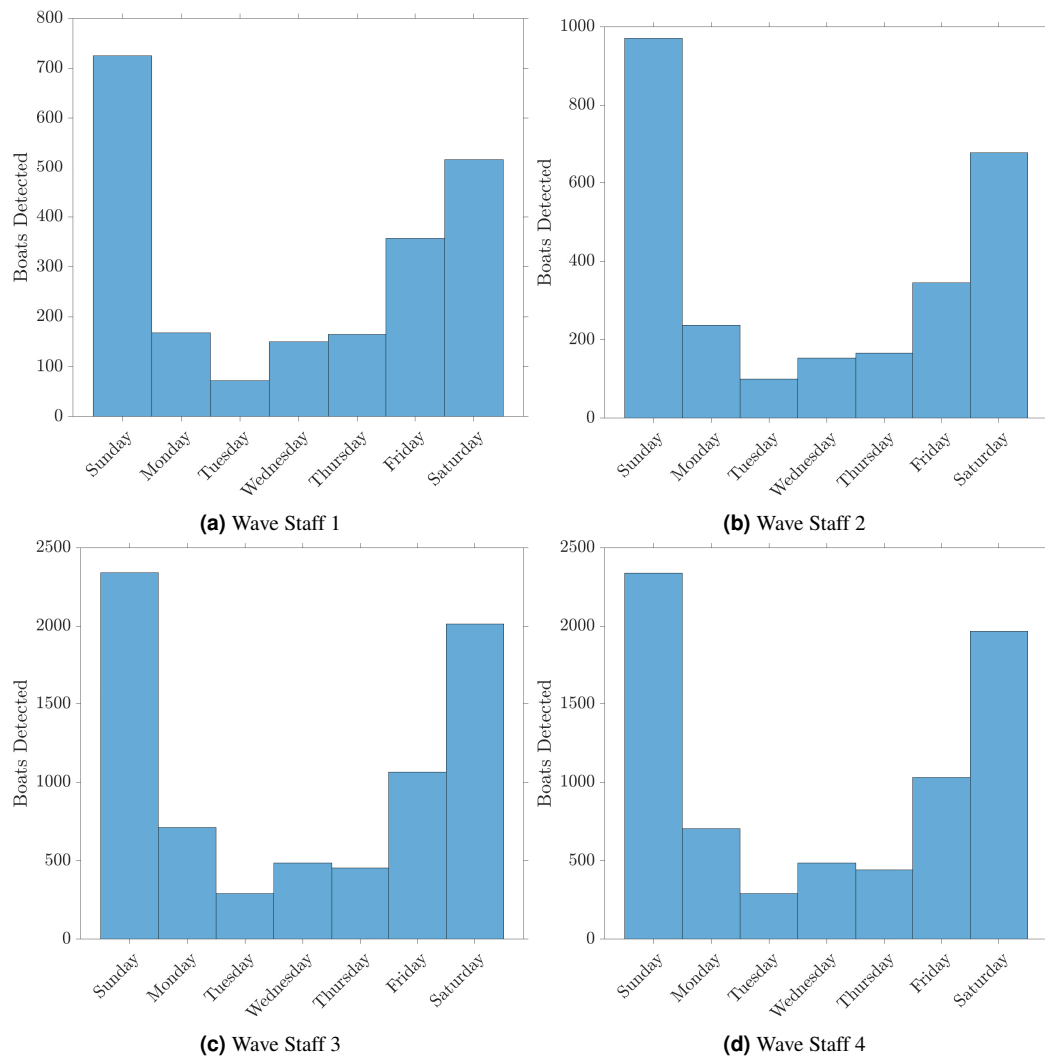 800
700
600
500
400
300
200
100
0
Boats Detected
Sunday
Monday
Tuesday
Wednesday
Thursday
Friday
Saturday
(a) Wave Staff 1
1000
800
600
400
200
0
Boats Detected
Sunday
Monday
Tuesday
Wednesday
Thursday
Friday
Saturday
(b) Wave Staff 2
2500
2000
1500
1000
500
0
Boats Detected
Sunday
Monday
Tuesday
Wednesday
Thursday
Friday
Saturday
(c) Wave Staff 3
2500
2000
1500
1000
500
0
Boats Detected
Sunday
Monday
Tuesday
Wednesday
Thursday
Friday
Saturday
(d) Wave Staff 4